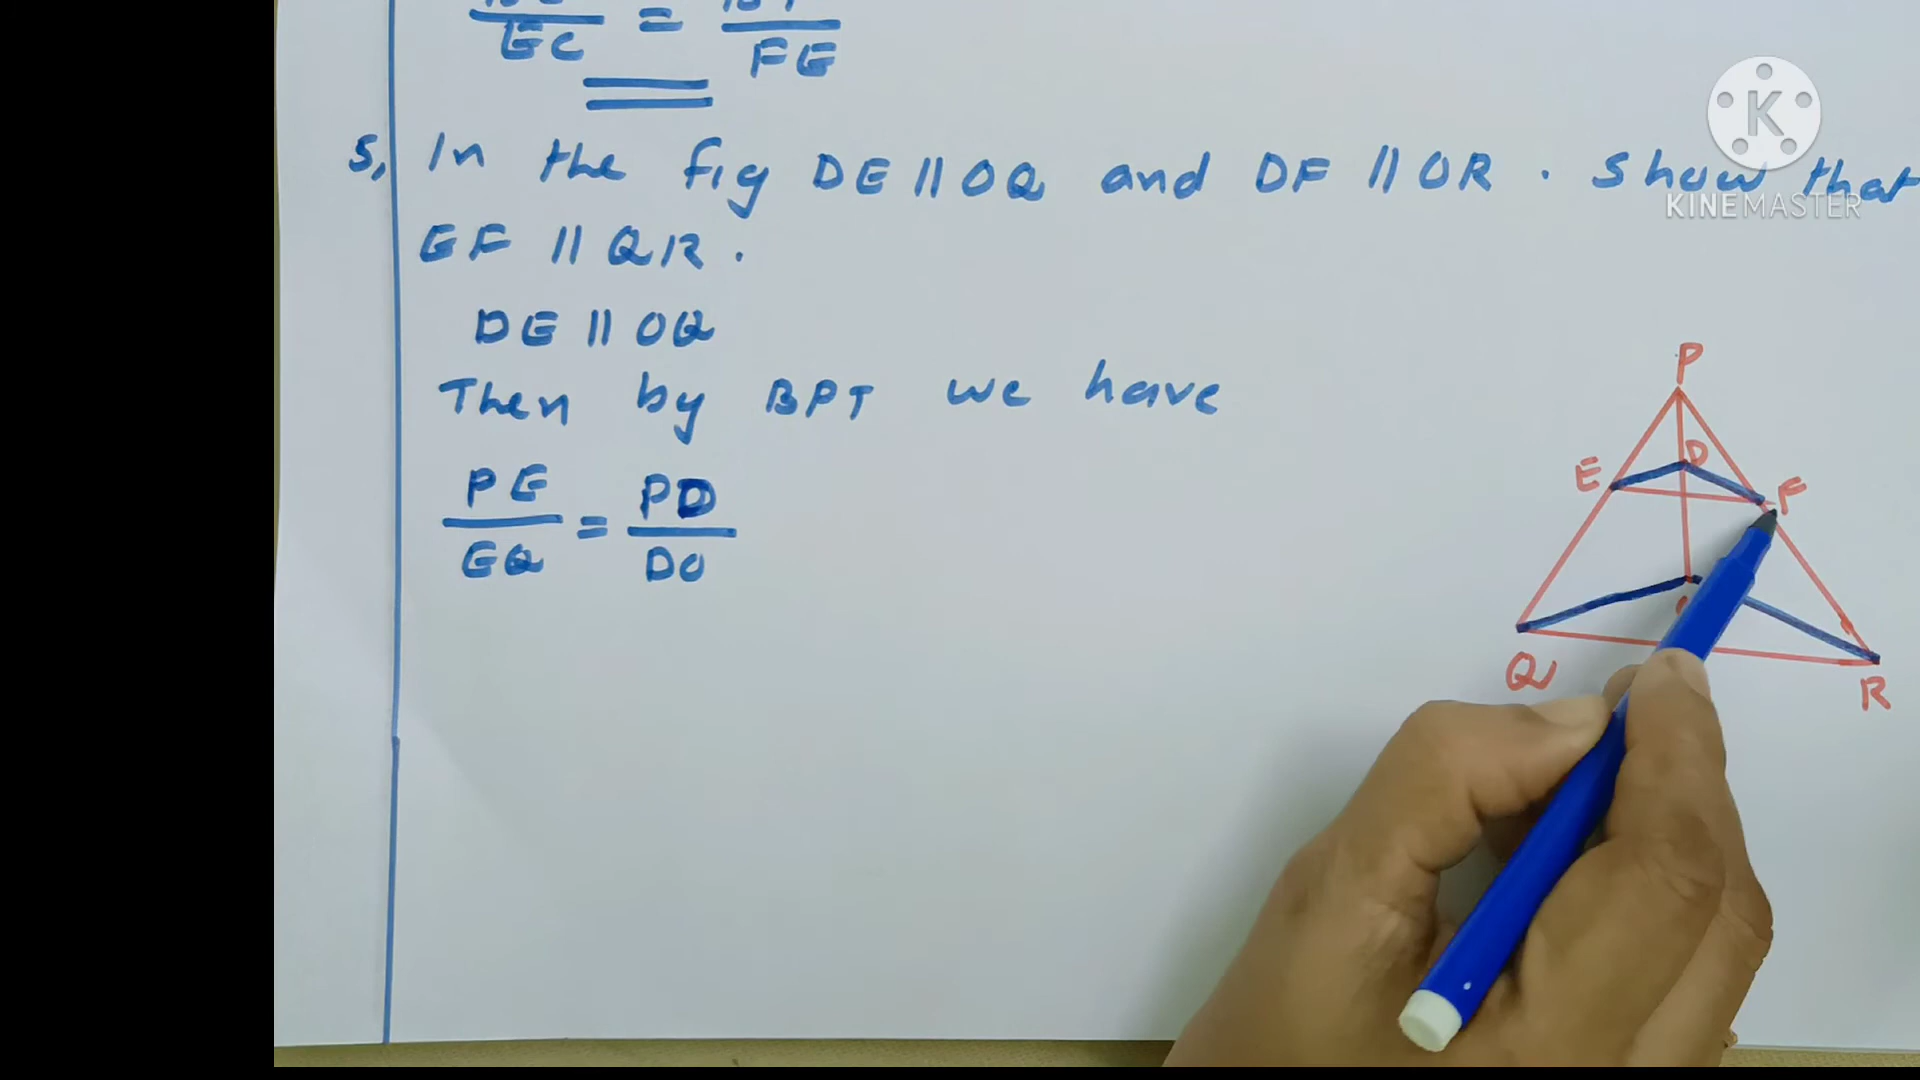 EC = FE
5, In the fig DE || OQ and DF || OR . Show that
EF || QR .
DE || OQ
Then by BPT we have
PE = PD
EQ DO
P
D
E
F
Q
R
K
KINEMASTER